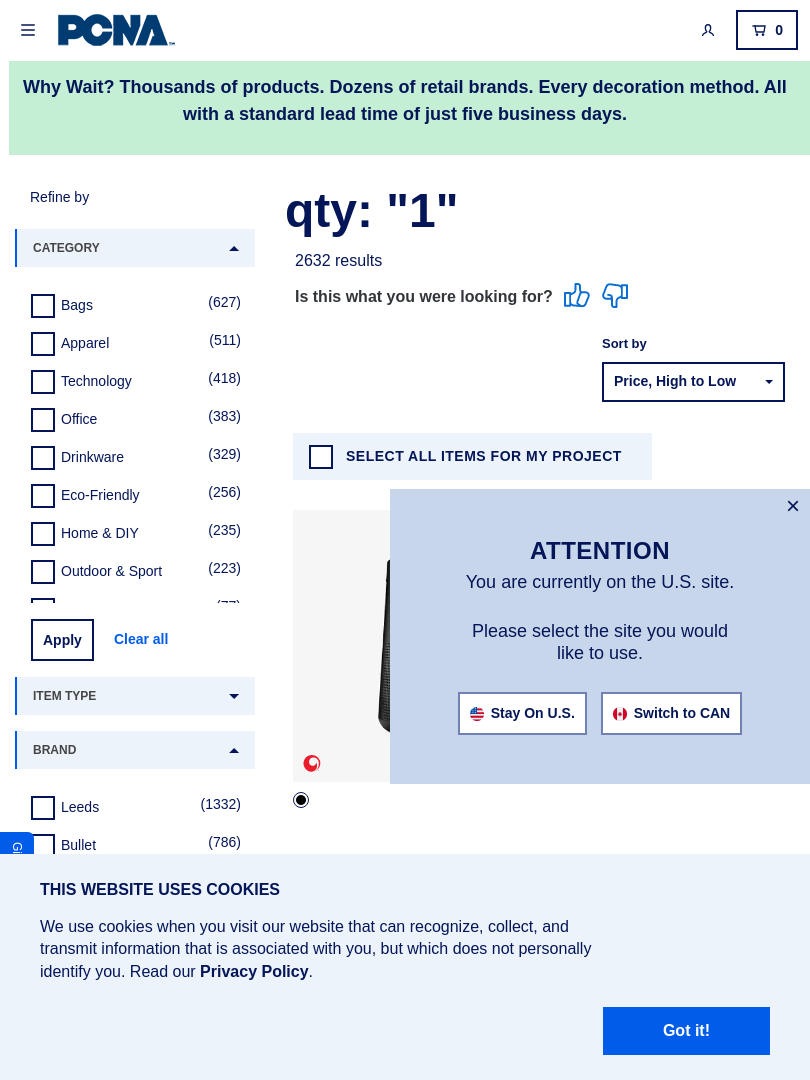 PCNA™
0
Why Wait? Thousands of products. Dozens of retail brands. Every decoration method. All
with a standard lead time of just five business days.
Refine by
CATEGORY
Bags (627)
Apparel (511)
Technology (418)
Office (383)
Drinkware (329)
Eco-Friendly (256)
Home & DIY (235)
Outdoor & Sport (223)
Apply
Clear all
ITEM TYPE
BRAND
Leeds (1332)
Bullet (786)
qty: "1"
2632 results
Is this what you were looking for?
Sort by
Price, High to Low
SELECT ALL ITEMS FOR MY PROJECT
ATTENTION
You are currently on the U.S. site.
Please select the site you would
like to use.
Stay On U.S.
Switch to CAN
THIS WEBSITE USES COOKIES
We use cookies when you visit our website that can recognize, collect, and
transmit information that is associated with you, but which does not personally
identify you. Read our Privacy Policy.
Got it!